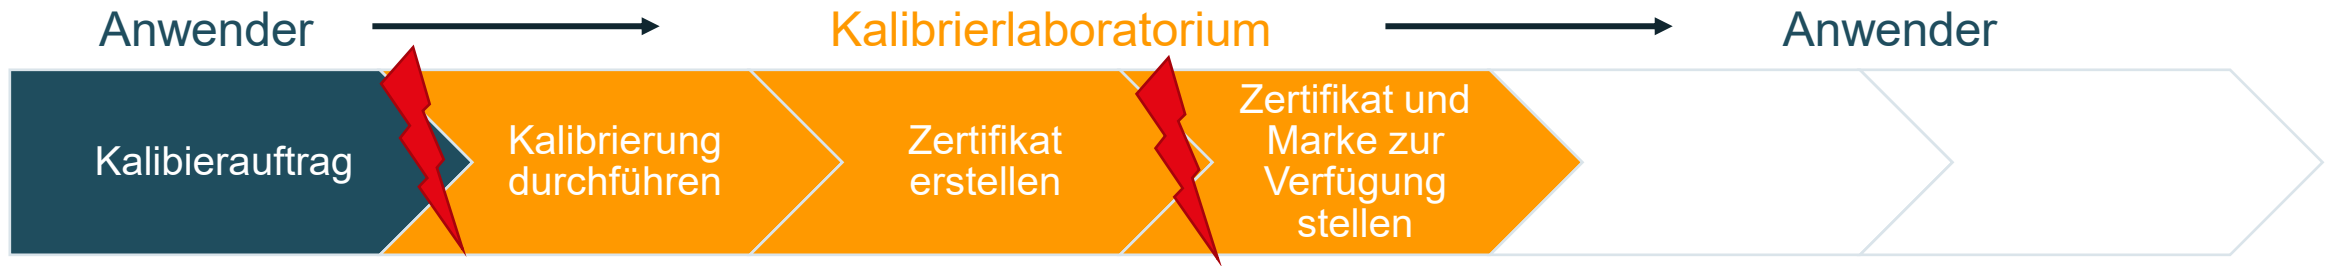 Anwender
Kalibrierlaboratorium
Anwender
Kalibierauftrag
Kalibrierung
durchführen
Zertifikat
erstellen
Zertifikat und
Marke zur
Verfügung
stellen